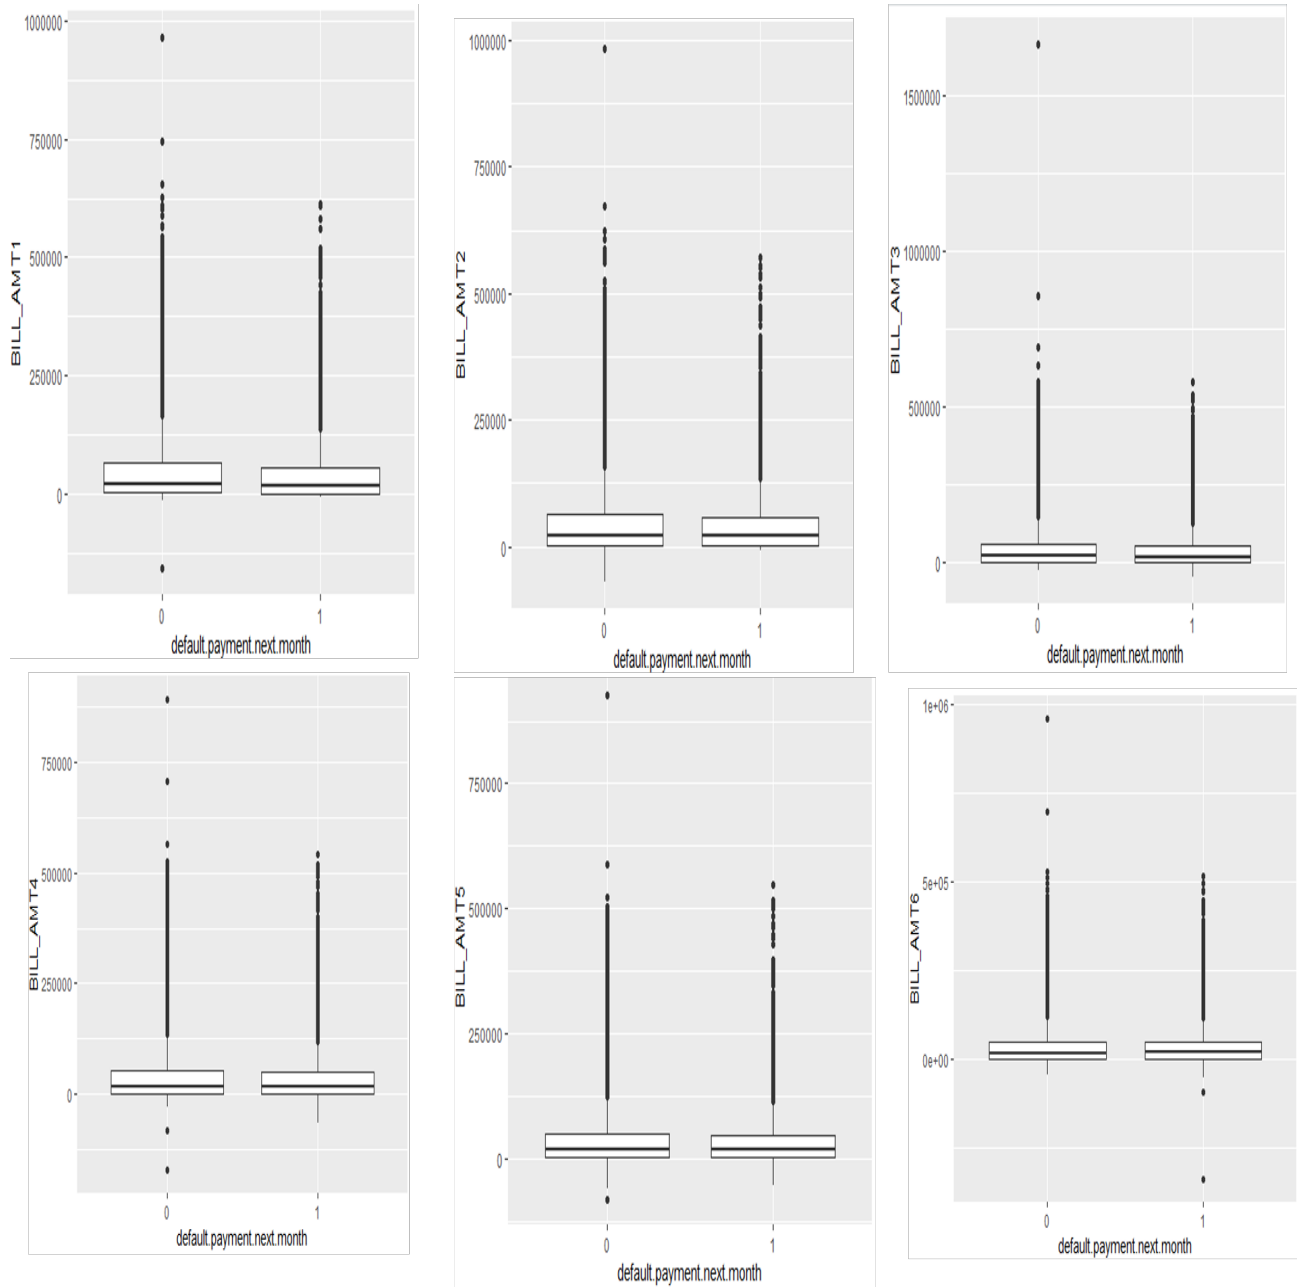 1000000
750000
500000
250000
0
BILL_AMT1
0 1
default.payment.next.month
1000000
750000
500000
250000
0
BILL_AMT2
0 1
default.payment.next.month
1500000
1000000
500000
0
BILL_AMT3
0 1
default.payment.next.month
750000
500000
250000
0
BILL_AMT4
0 1
default.payment.next.month
750000
500000
250000
0
BILL_AMT5
0 1
default.payment.next.month
1e+06
5e+05
0e+00
BILL_AMT6
0 1
default.payment.next.month